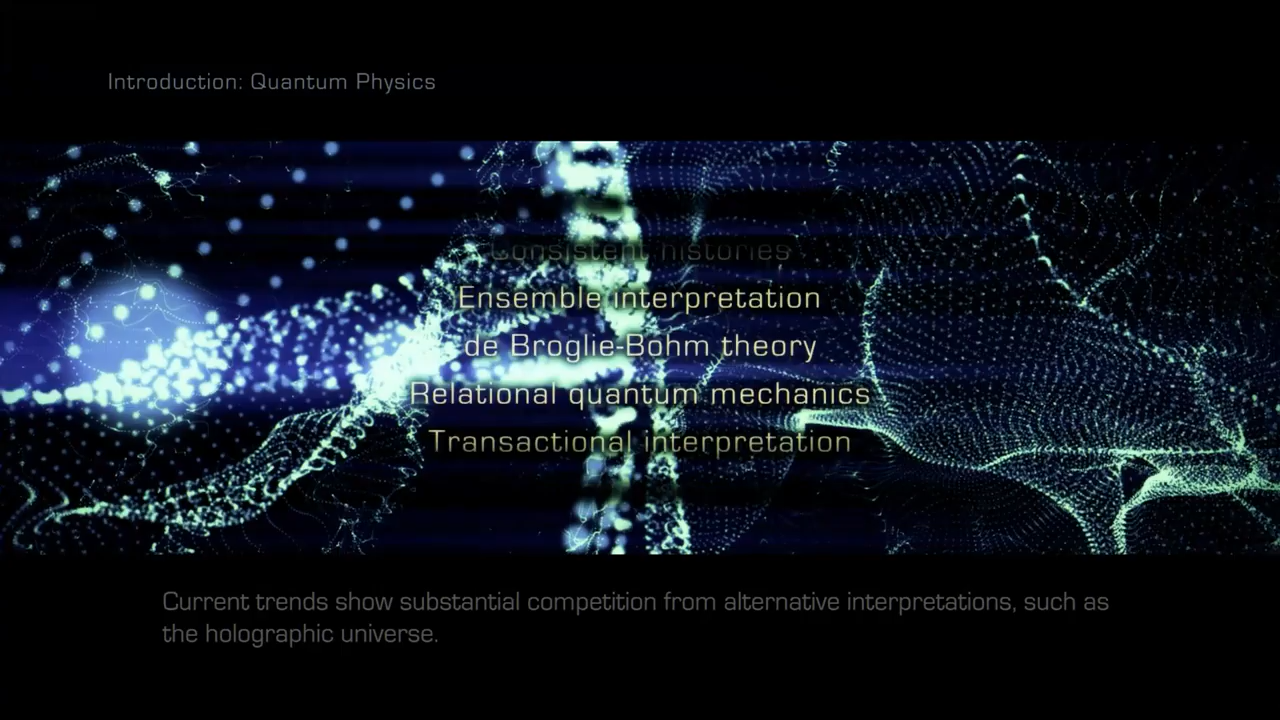 Introduction: Quantum Physics
Consistent histories
Ensemble interpretation
de Broglie-Bohm theory
Relational quantum mechanics
Transactional interpretation
Current trends show substantial competition from alternative interpretations, such as
the holographic universe.